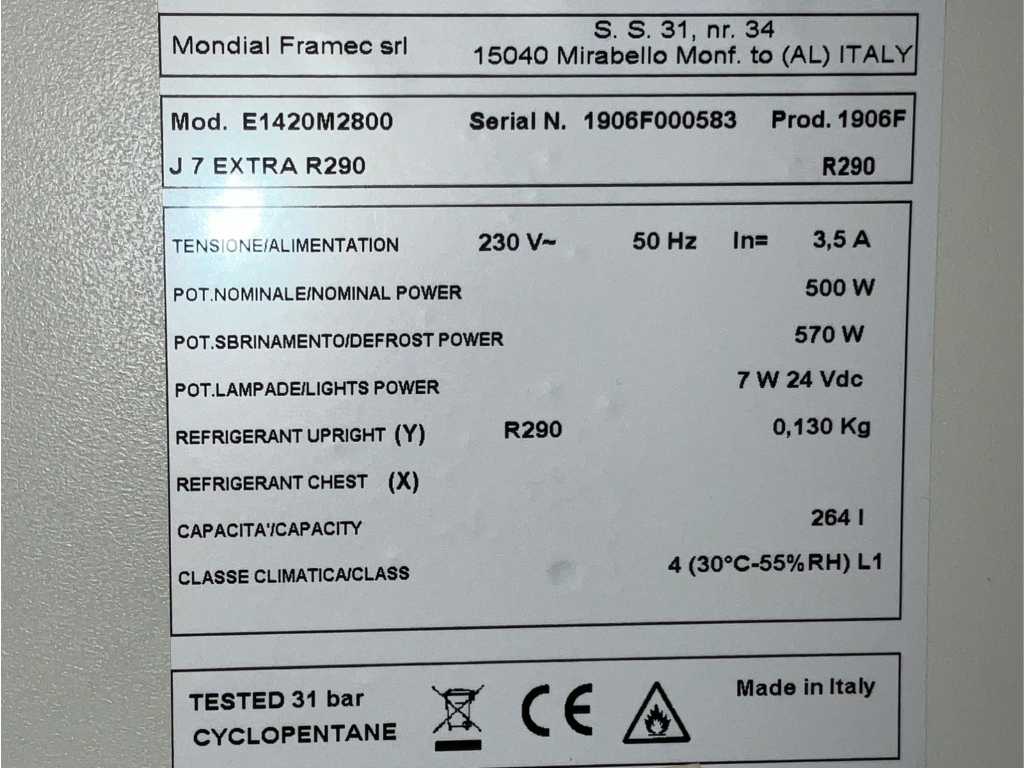 Mondial Framec srl
S. S. 31, nr. 34
15040 Mirabello Monf. to (AL) ITALY
Mod. E1420M2800 Serial N. 1906F000583 Prod. 1906F
J 7 EXTRA R290 R290
TENSIONE/ALIMENTATION 230 V~ 50 Hz In= 3,5 A
POT.NOMINALE/NOMINAL POWER 500 W
POT.SBRINAMENTO/DEFROST POWER 570 W
POT.LAMPADE/LIGHTS POWER 7 W 24 Vdc
REFRIGERANT UPRIGHT (Y) R290 0,130 Kg
REFRIGERANT CHEST (X)
CAPACITA'/CAPACITY 264 l
CLASSE CLIMATICA/CLASS 4 (30°C-55%RH) L1
TESTED 31 bar
CYCLOPENTANE
CE
Made in Italy